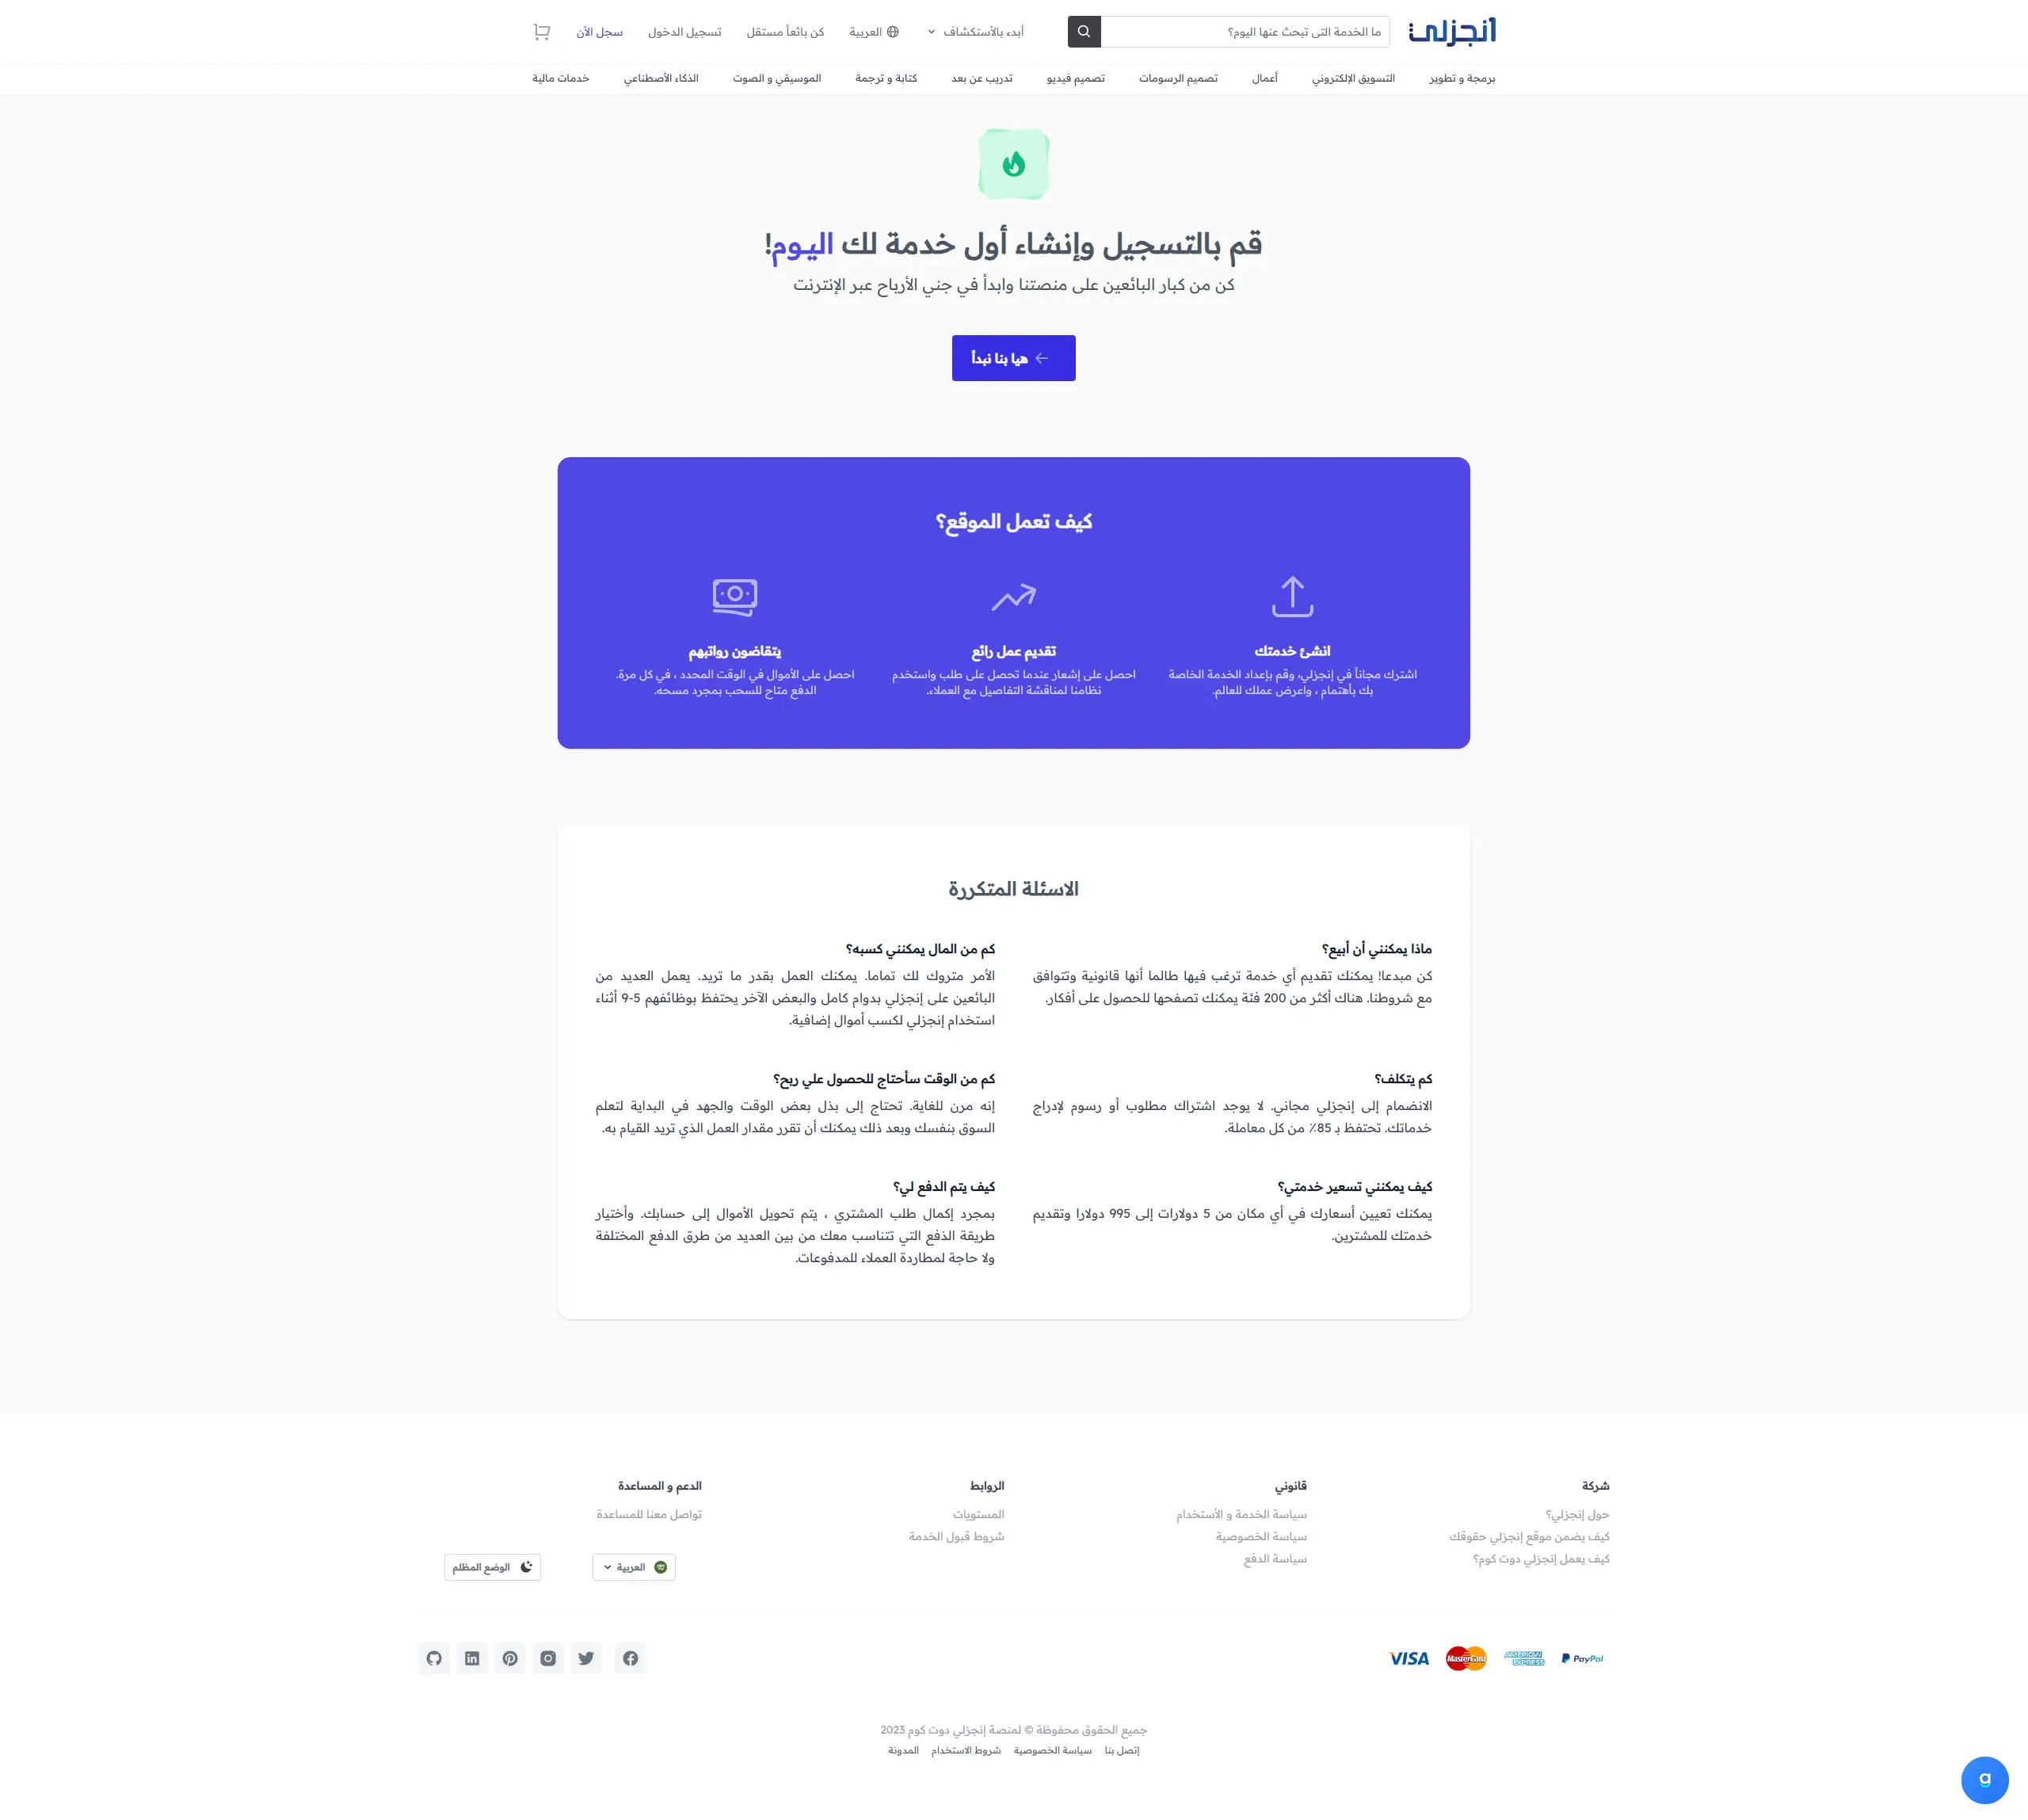 انجزلي
ما الخدمة التى تبحث عنها اليوم؟
أبدء بالأستكشاف
العربية
كن بائعاً مستقل
تسجيل الدخول
سجل الأن
برمجة و تطوير
التسويق الإلكتروني
أعمال
تصميم الرسومات
تصميم فيديو
تدريب عن بعد
كتابة و ترجمة
الموسيقي و الصوت
الذكاء الأصطناعي
خدمات مالية
قم بالتسجيل وإنشاء أول خدمة لك اليوم!
كن من كبار البائعين على منصتنا وابدأ في جني الأرباح عبر الإنترنت
هيا بنا نبدأ
كيف تعمل الموقع؟
انشئ خدمتك
اشترك مجاناً في إنجزلي، وقم بإعداد الخدمة الخاصة
بك بأهتمام ، واعرض عملك للعالم.
تقديم عمل رائع
احصل على إشعار عندما تحصل على طلب واستخدم
نظامنا لمناقشة التفاصيل مع العملاء.
يتقاضون رواتبهم
احصل على الأموال في الوقت المحدد ، في كل مرة.
الدفع متاح للسحب بمجرد مسحه.
الاسئلة المتكررة
ماذا يمكنني أن أبيع؟
كن مبدعا! يمكنك تقديم أي خدمة ترغب فيها طالما أنها قانونية وتتوافق
مع شروطنا. هناك أكثر من 200 فئة يمكنك تصفحها للحصول على أفكار.
كم من المال يمكنني كسبه؟
الأمر متروك لك تماما. يمكنك العمل بقدر ما تريد. يعمل العديد من
البائعين على إنجزلي بدوام كامل والبعض الآخر يحتفظ بوظائفهم 5-9 أثناء
استخدام إنجزلي لكسب أموال إضافية.
كم يتكلف؟
الانضمام إلى إنجزلي مجاني. لا يوجد اشتراك مطلوب أو رسوم لإدراج
خدماتك. تحتفظ بـ 85٪ من كل معاملة.
كم من الوقت سأحتاج للحصول علي ربح؟
إنه مرن للغاية. تحتاج إلى بذل بعض الوقت والجهد في البداية لتعلم
السوق بنفسك وبعد ذلك يمكنك أن تقرر مقدار العمل الذي تريد القيام به.
كيف يمكنني تسعير خدمتي؟
يمكنك تعيين أسعارك في أي مكان من 5 دولارات إلى 995 دولارا وتقديم
خدمتك للمشترين.
كيف يتم الدفع لي؟
بمجرد إكمال طلب المشتري ، يتم تحويل الأموال إلى حسابك. وأختيار
طريقة الذفع التي تتناسب معك من بين العديد من طرق الدفع المختلفة
ولا حاجة لمطاردة العملاء للمدفوعات.
شركة
حول إنجزلي؟
كيف يضمن موقع إنجزلي حقوقك
كيف يعمل إنجزلي دوت كوم؟
قانوني
سياسة الخدمة و الأستخدام
سياسة الخصوصية
سياسة الدفع
الروابط
المستويات
شروط قبول الخدمة
الدعم و المساعدة
تواصل معنا للمساعدة
العربية
الوضع المظلم
PayPal
AMERICAN EXPRESS
MasterCard
VISA
جميع الحقوق محفوظة © لمنصة إنجزلي دوت كوم 2023
إتصل بنا
سياسة الخصوصية
شروط الاستخدام
المدونة
g